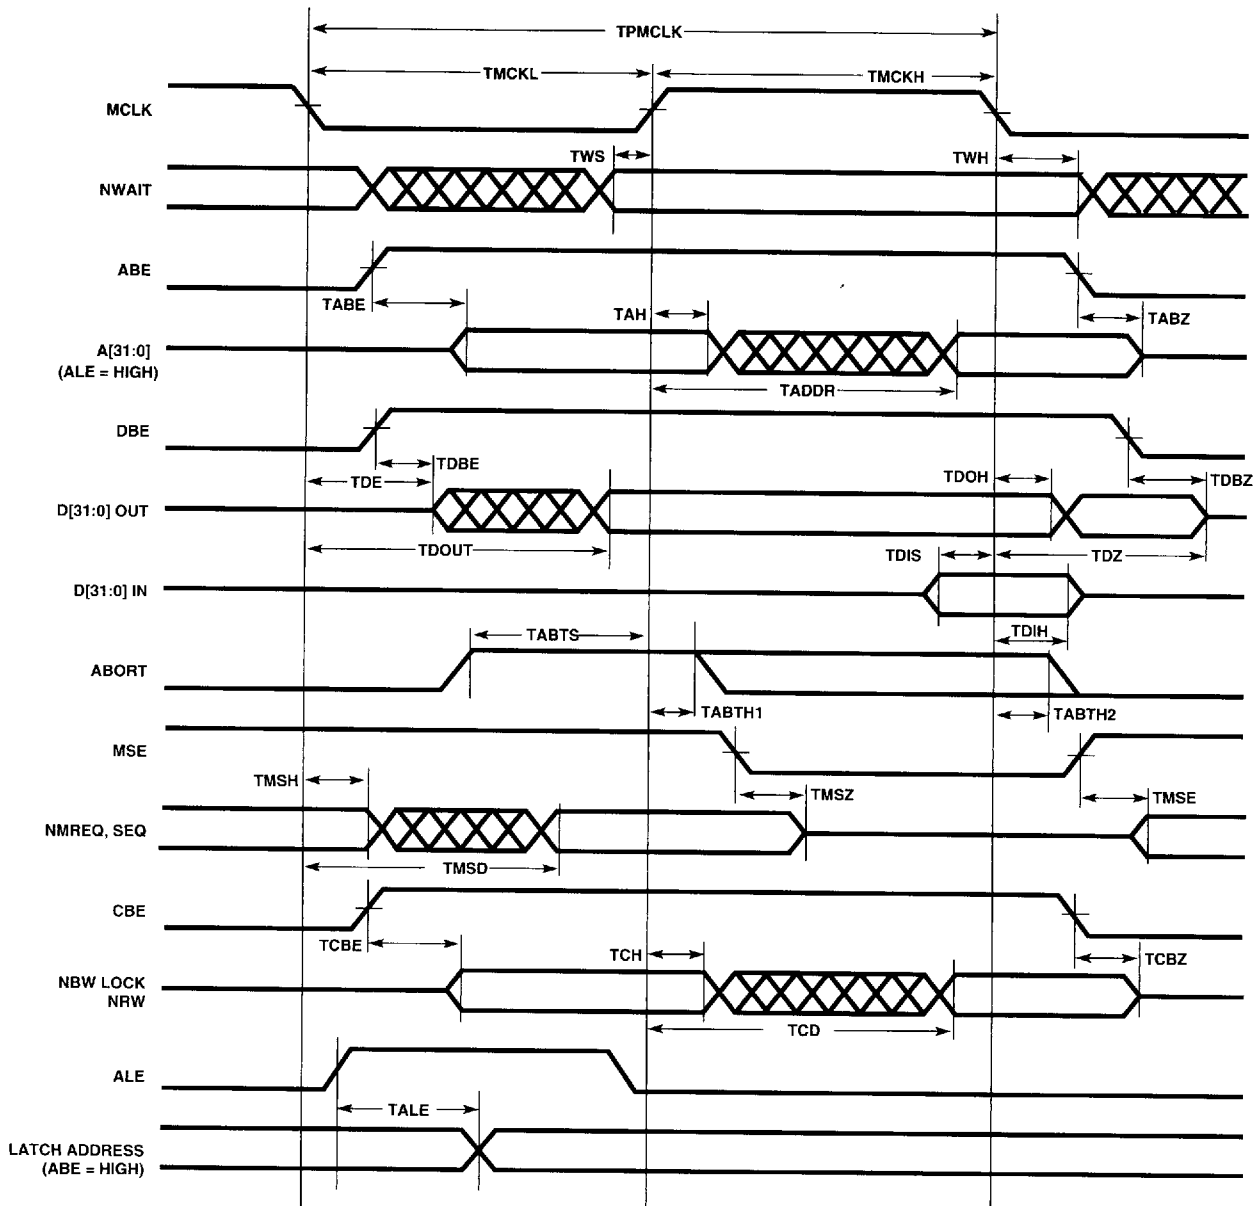 TPMCLK
TMCKL
TMCKH
MCLK
TWS
TWH
NWAIT
ABE
TABE
TAH
TABZ
A[31:0]
(ALE = HIGH)
TADDR
DBE
TDBE
TDE
TDOH
TDBZ
D[31:0] OUT
TDOUT
TDIS
TDZ
D[31:0] IN
TDIH
TABTS
ABORT
TABTH1
TABTH2
MSE
TMSH
TMSZ
TMSE
NMREQ, SEQ
TMSD
CBE
TCBE
TCH
TCBZ
NBW LOCK
NRW
TCD
ALE
TALE
LATCH ADDRESS
(ABE = HIGH)